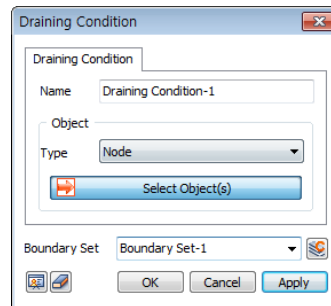 Draining Condition
Draining Condition
Name Draining Condition-1
Object
Type Node
Select Object(s)
Boundary Set Boundary Set-1
OK Cancel Apply